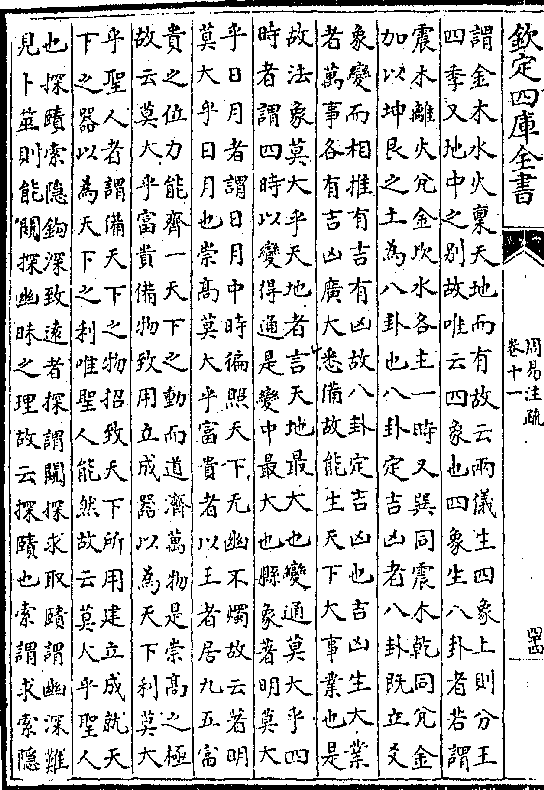 欽定四庫全書
周易注疏
卷十一
謂金木水火稟天地而有故云兩儀生四象土則分王
四季又地中之别故唯云四象也四象生八卦者若謂
震木離火兌金坎水各主一時又巽同震木乾同兌金
加以坤艮之土為八卦也八卦定吉凶者八卦既立爻
象變而相推有吉有凶故八卦定吉凶也吉凶生大業
者萬事各有吉凶廣大悉備故能生天下大事業也是
故法象莫大乎天地者言天地最大也變通莫大乎四
時者謂四時以變得通是變中最大也縣象著明莫大
乎日月者謂日月中時徧照天下无幽不燭故云著明
莫大乎日月也崇高莫大乎富貴者以王者居九五富
貴之位力能齊一天下之動而道濟萬物是崇高之極
故云莫大乎富貴備物致用立成器以為天下利莫大
乎聖人者謂備天下之物招致天下所用建立成就天
下之器以為天下之利唯聖人能然故云莫大乎聖人
也探賾索隱鉤深致遠者探謂闚探求取賾謂幽深難
見卜筮則能闚探幽昧之理故云探賾也索謂求索隱